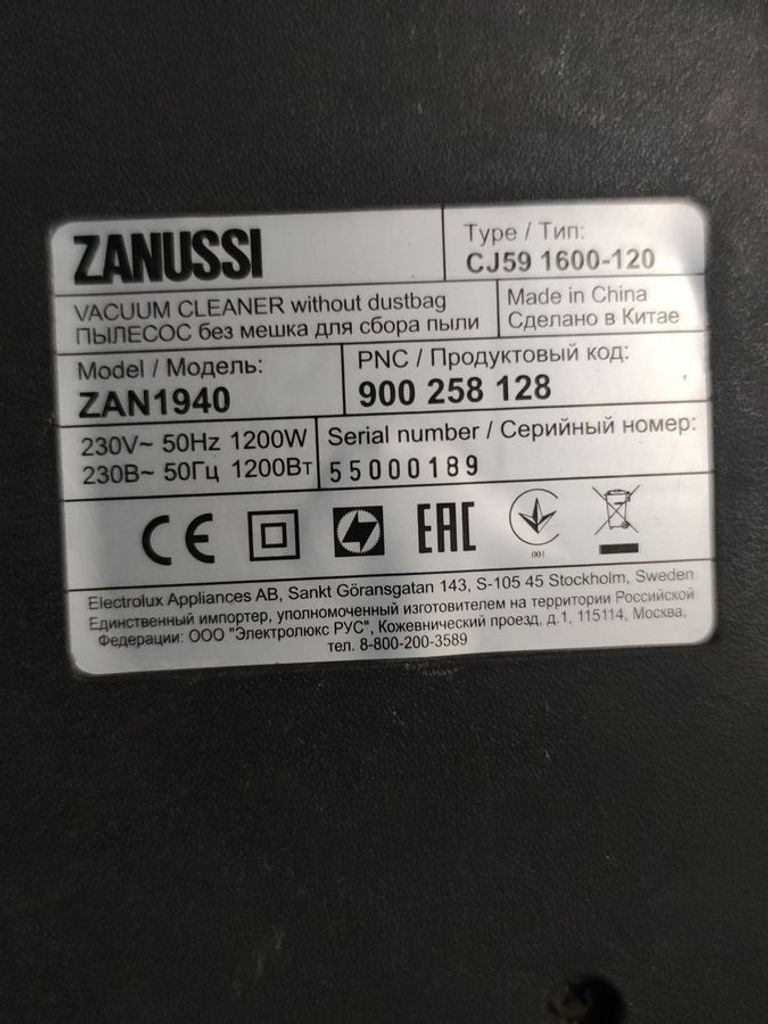 ZANUSSI
Type / Тип:
CJ59 1600-120
VACUUM CLEANER without dustbag
ПЫЛЕСОС без мешка для сбора пыли
Made in China
Сделано в Китае
Model / Модель:
ZAN1940
PNC / Продуктовый код:
900 258 128
230V~ 50Hz 1200W
230В~ 50Гц 1200Вт
Serial number / Серийный номер:
55000189
CE
EAC
001
Electrolux Appliances AB, Sankt Göransgatan 143, S-105 45 Stockholm, Sweden
Единственный импортер, уполномоченный изготовителем на территории Российской
Федерации: ООО "Электролюкс РУС", Кожевнический проезд, д.1, 115114, Москва,
тел. 8-800-200-3589